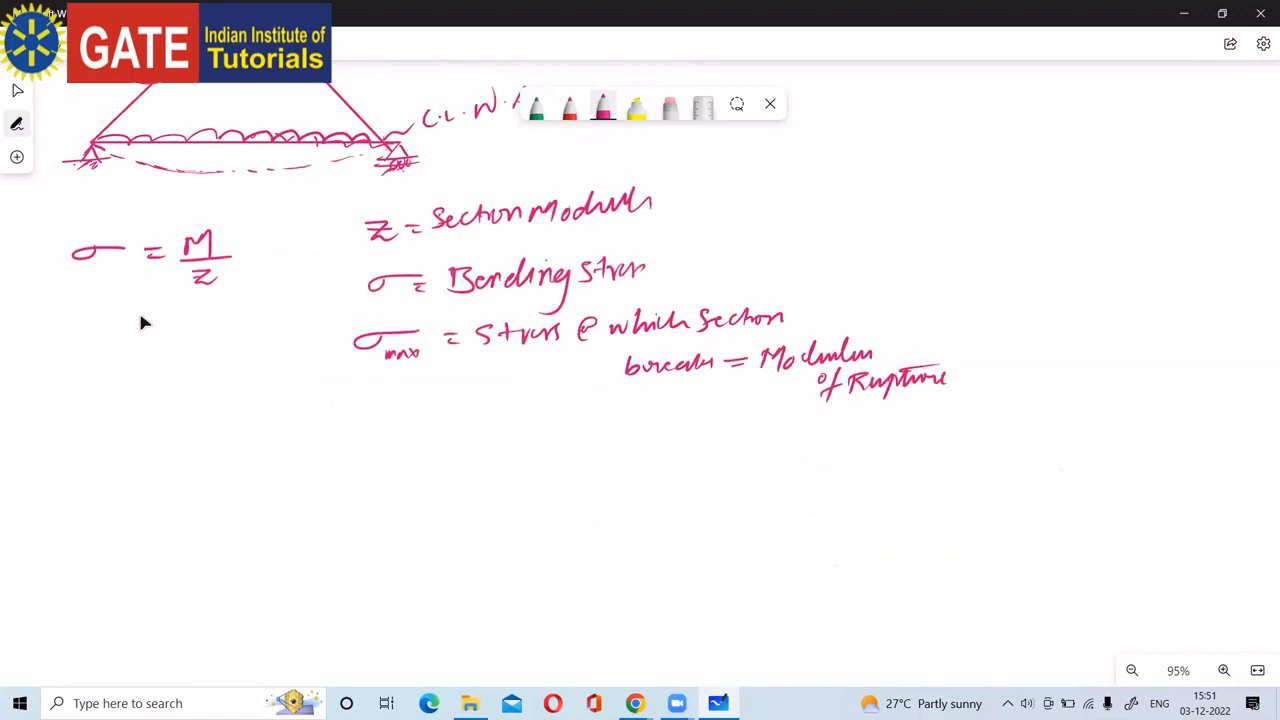 GATE
Indian Institute of
Tutorials
C.L. N.A
Z = Section Modulus
σ = M
Z
σ = Bending Stress
σmax = Stress @ which Section
breaks = Modulus
of Rupture
95%
Type here to search
27°C Partly sunny
ENG
15:51
03-12-2022